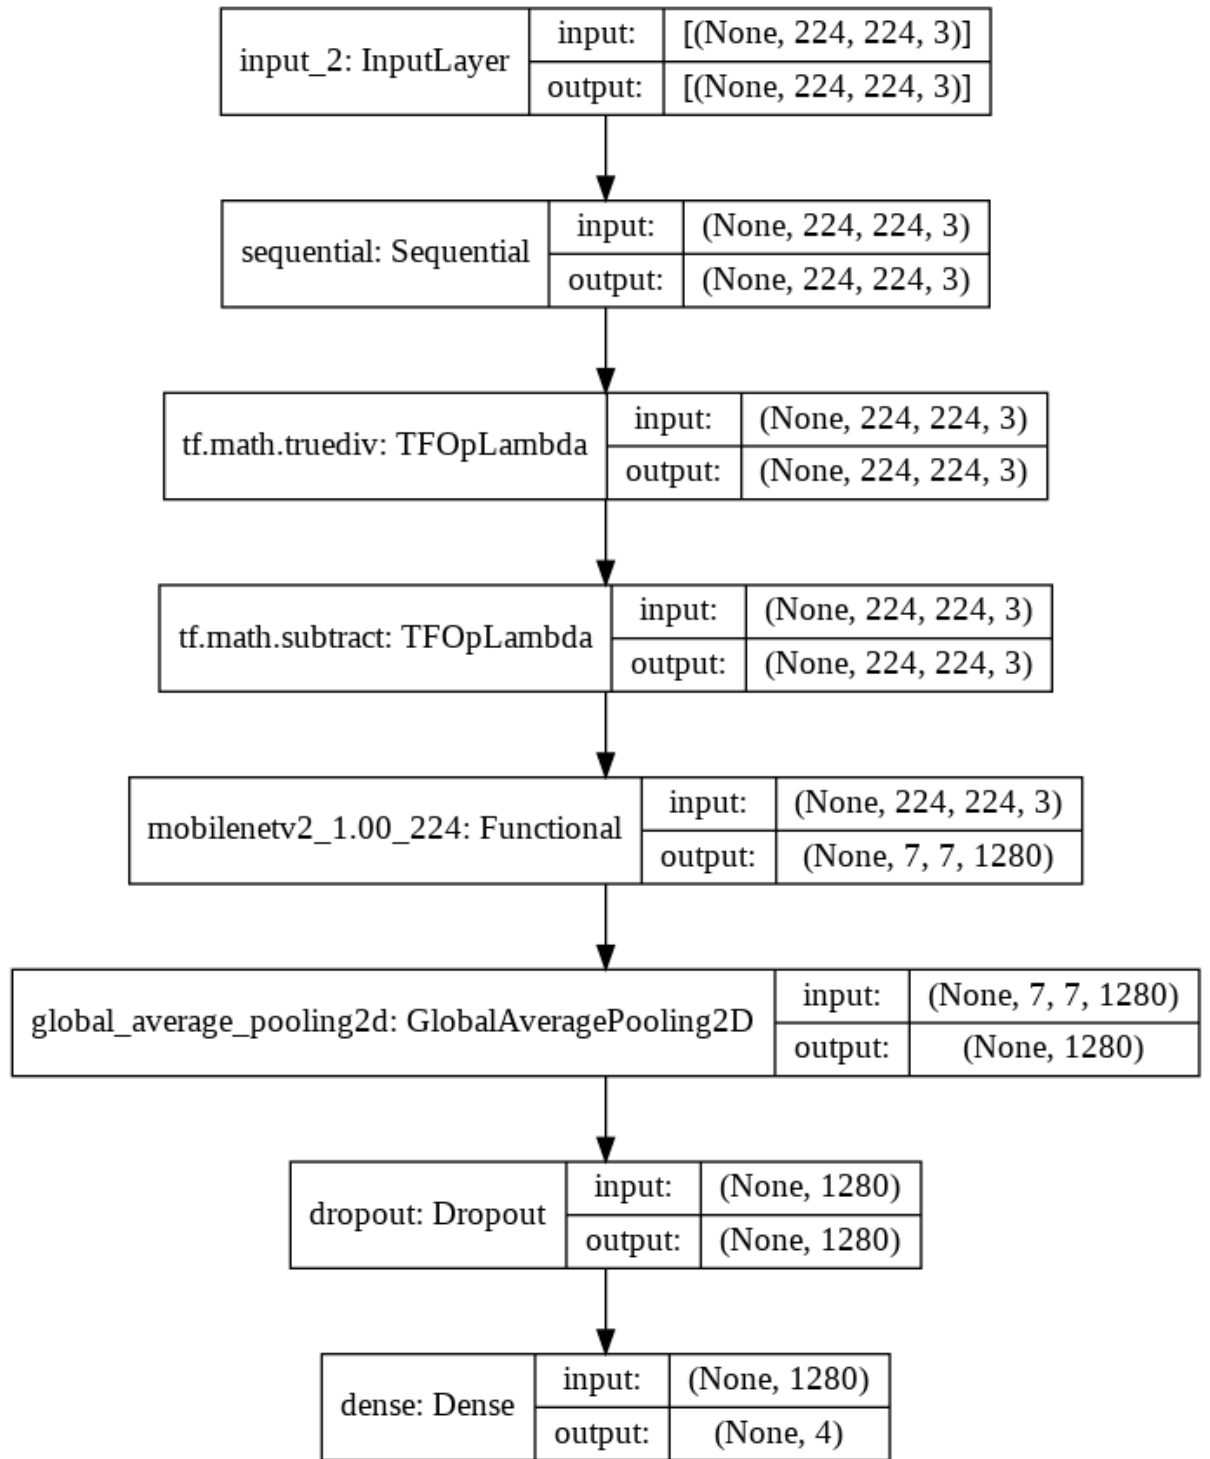 input_2: InputLayer
input: [(None, 224, 224, 3)]
output: [(None, 224, 224, 3)]
sequential: Sequential
input: (None, 224, 224, 3)
output: (None, 224, 224, 3)
tf.math.truediv: TFOpLambda
input: (None, 224, 224, 3)
output: (None, 224, 224, 3)
tf.math.subtract: TFOpLambda
input: (None, 224, 224, 3)
output: (None, 224, 224, 3)
mobilenetv2_1.00_224: Functional
input: (None, 224, 224, 3)
output: (None, 7, 7, 1280)
global_average_pooling2d: GlobalAveragePooling2D
input: (None, 7, 7, 1280)
output: (None, 1280)
dropout: Dropout
input: (None, 1280)
output: (None, 1280)
dense: Dense
input: (None, 1280)
output: (None, 4)